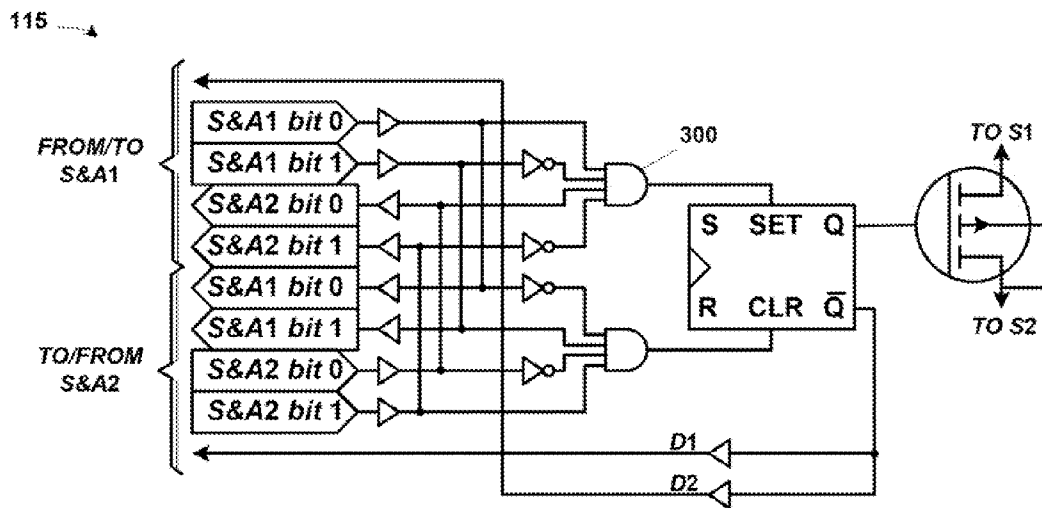 115
FROM/TO
S&A1
S&A1 bit 0
S&A1 bit 1
S&A2 bit 0
S&A2 bit 1
S&A1 bit 0
S&A1 bit 1
S&A2 bit 0
S&A2 bit 1
TO/FROM
S&A2
300
S SET Q
R CLR Q̅
TO S1
TO S2
D1
D2